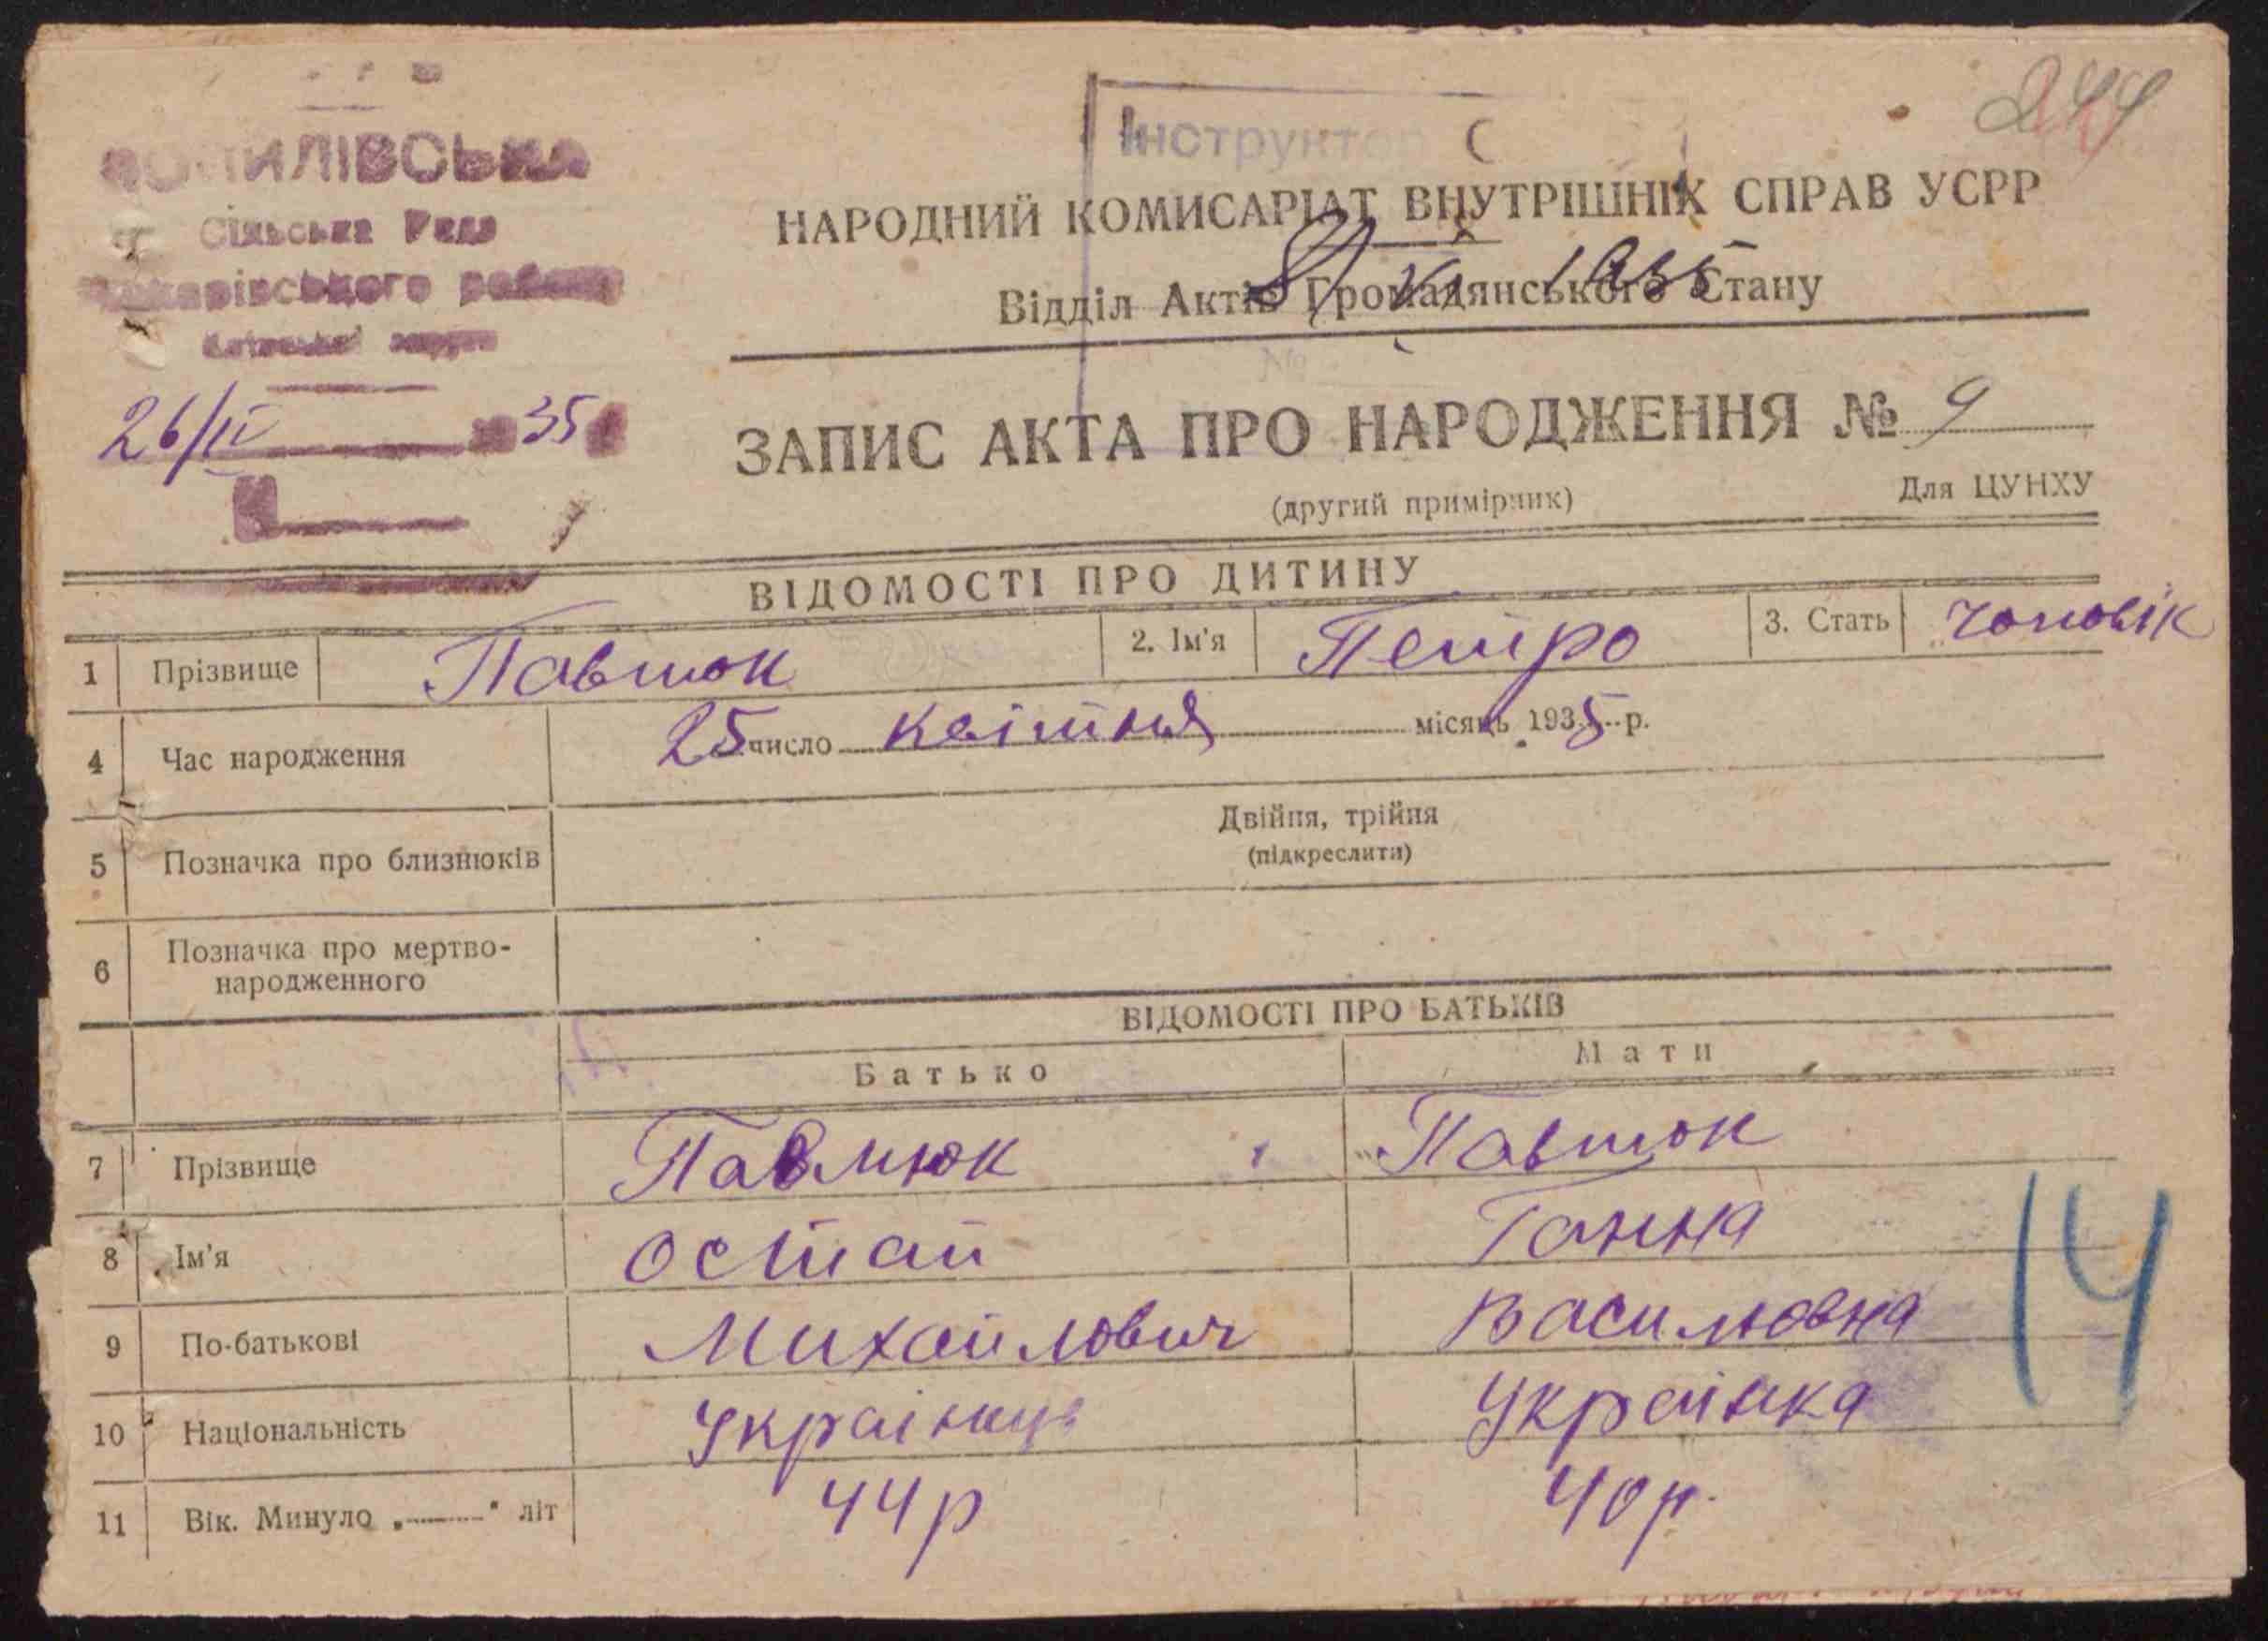 Сільська Рада
26/IV 35
Інструктор
244
НАРОДНИЙ КОМИСАРІАТ ВНУТРІШНІХ СПРАВ УСРР
Відділ Актів Громадянського Стану
ЗАПИС АКТА ПРО НАРОДЖЕННЯ № 9
(другий примірник)
Для ЦУНХУ
ВІДОМОСТІ ПРО ДИТИНУ
1 Прізвище Павлюк 2. Ім'я Петро 3. Стать чоловік
4 Час народження 25 число квітня місяць 1935 р.
5 Позначка про близнюків Двійня, трійня
(підкреслити)
6 Позначка про мертво-
народженного
ВІДОМОСТІ ПРО БАТЬКІВ
Батько Мати
7 Прізвище Павлюк Павлюк
8 Ім'я Остап Ганна
9 По-батькові Михайлович Василювна
10 Національність Українець Українка
11 Вік. Минуло „ “ літ 44р 40р.
14